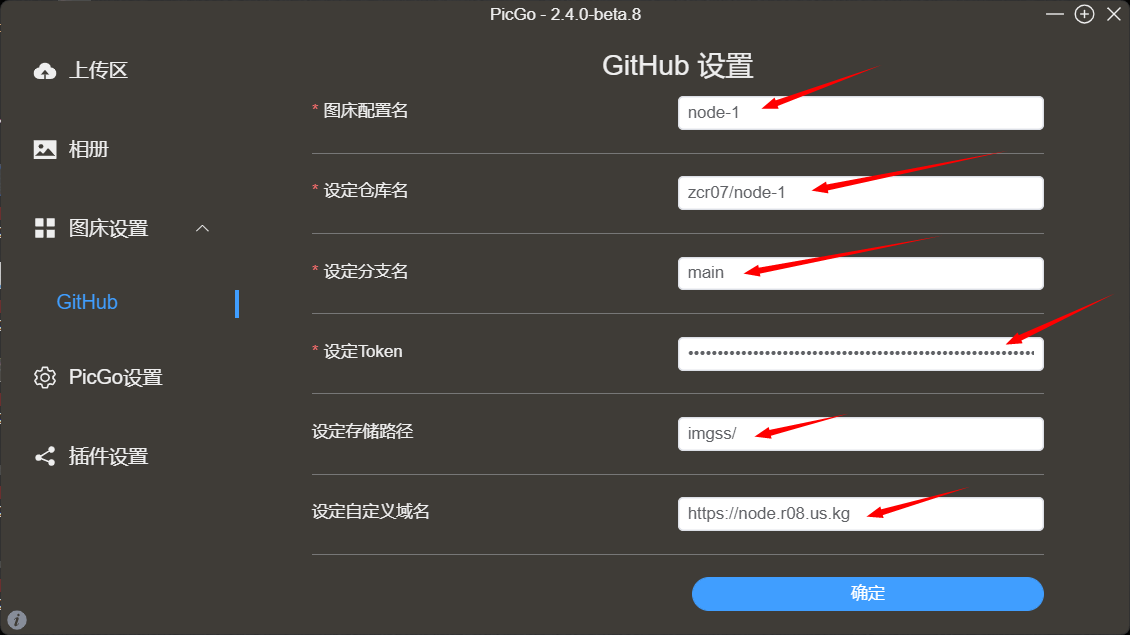 PicGo - 2.4.0-beta.8
上传区
相册
图床设置
GitHub
PicGo设置
插件设置
GitHub 设置
* 图床配置名
node-1
* 设定仓库名
zcr07/node-1
* 设定分支名
main
* 设定Token
设定存储路径
imgss/
设定自定义域名
https://node.r08.us.kg
确定